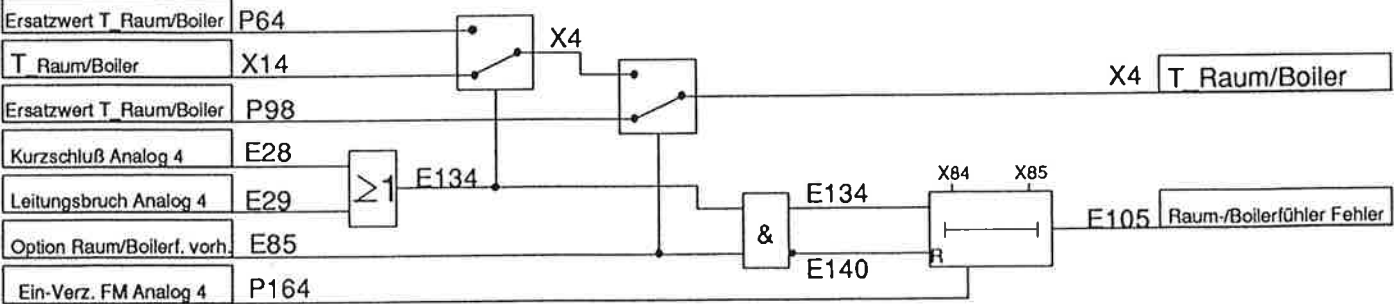 Ersatzwert T_Raum/Boiler P64
T_Raum/Boiler X14
X4
X4 T_Raum/Boiler
Ersatzwert T_Raum/Boiler P98
Kurzschluß Analog 4 E28
≥1 E134
Leitungsbruch Analog 4 E29
X84 X85
E134
E105 Raum-/Boilerfühler Fehler
Option Raum/Boilerf. vorh. E85
&
R
E140
Ein-Verz. FM Analog 4 P164